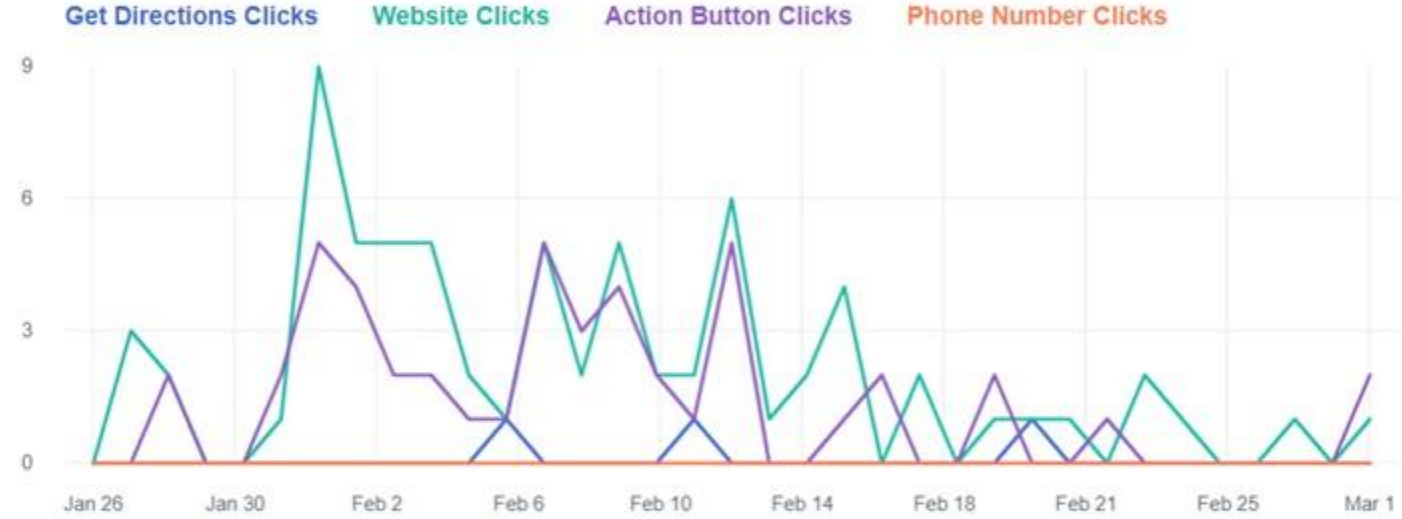 Get Directions Clicks Website Clicks Action Button Clicks Phone Number Clicks
9
6
3
0
Jan 26 Jan 30 Feb 2 Feb 6 Feb 10 Feb 14 Feb 18 Feb 21 Feb 25 Mar 1